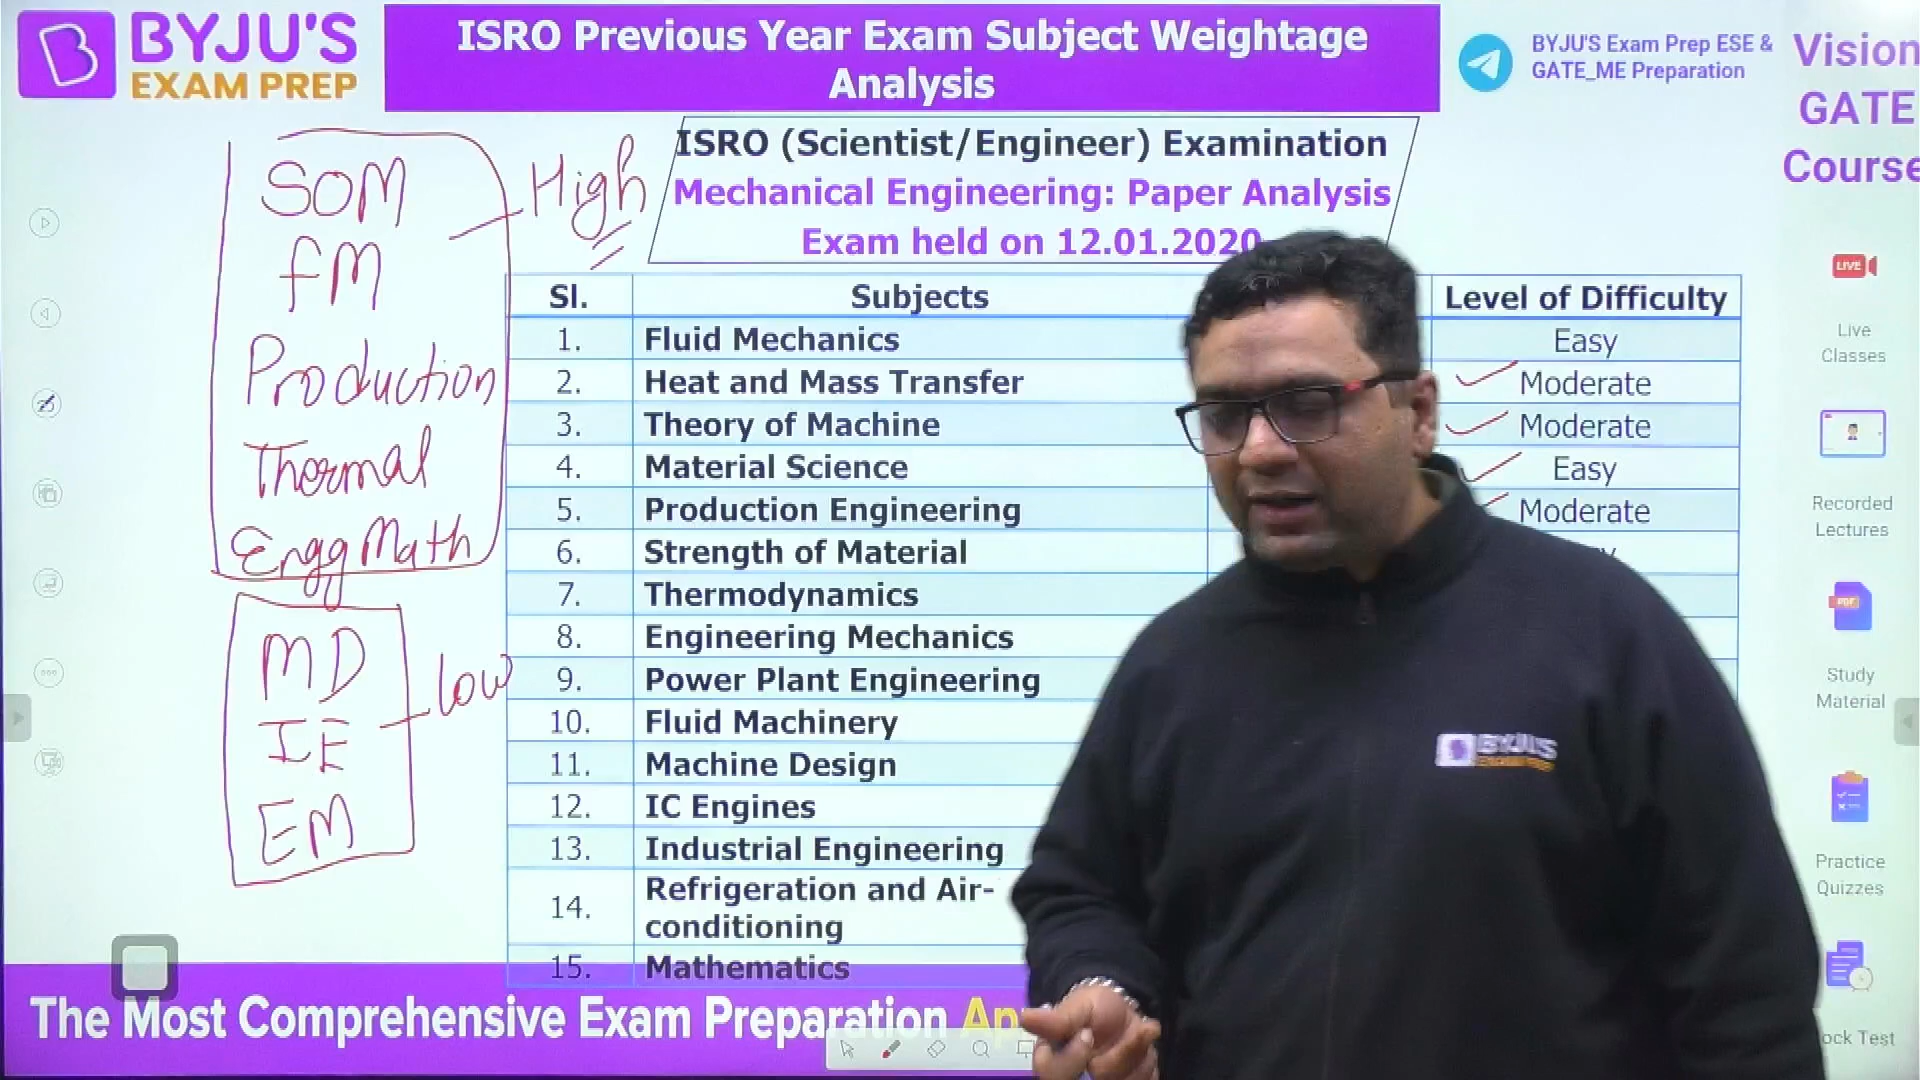 BYJU'S
EXAM PREP
ISRO Previous Year Exam Subject Weightage
Analysis
BYJU'S Exam Prep ESE &
GATE_ME Preparation
Vision
GATE
Course
ISRO (Scientist/Engineer) Examination
Mechanical Engineering: Paper Analysis
Exam held on 12.01.2020
SOM
FM
Production
Thermal
Engg Math
High
MD
IE
EM
low
Sl. Subjects Level of Difficulty
1. Fluid Mechanics Easy
2. Heat and Mass Transfer Moderate
3. Theory of Machine Moderate
4. Material Science Easy
5. Production Engineering Moderate
6. Strength of Material
7. Thermodynamics
8. Engineering Mechanics
9. Power Plant Engineering
10. Fluid Machinery
11. Machine Design
12. IC Engines
13. Industrial Engineering
14. Refrigeration and Air-
conditioning
15. Mathematics
LIVE
Live
Classes
Recorded
Lectures
PDF
Study
Material
Practice
Quizzes
Test
BYJU'S
EXAM PREP
The Most Comprehensive Exam Preparation